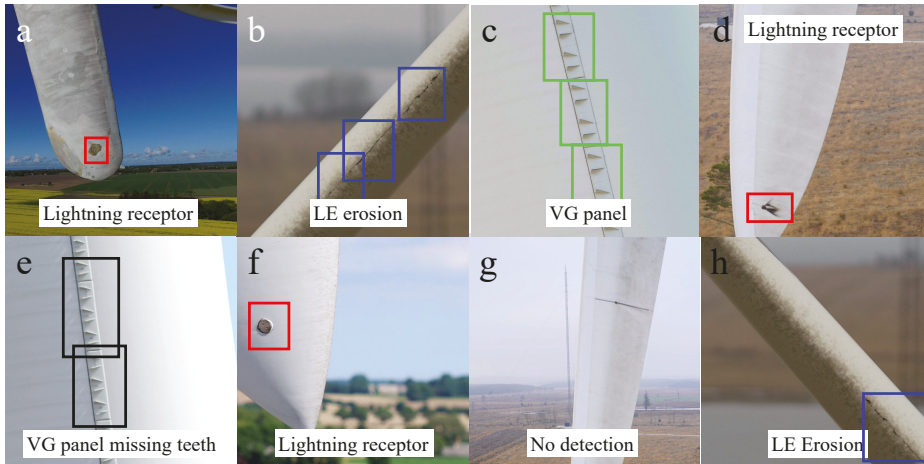 a
Lightning receptor
b
LE erosion
c
VG panel
d
Lightning receptor
e
VG panel missing teeth
f
Lightning receptor
g
No detection
h
LE Erosion